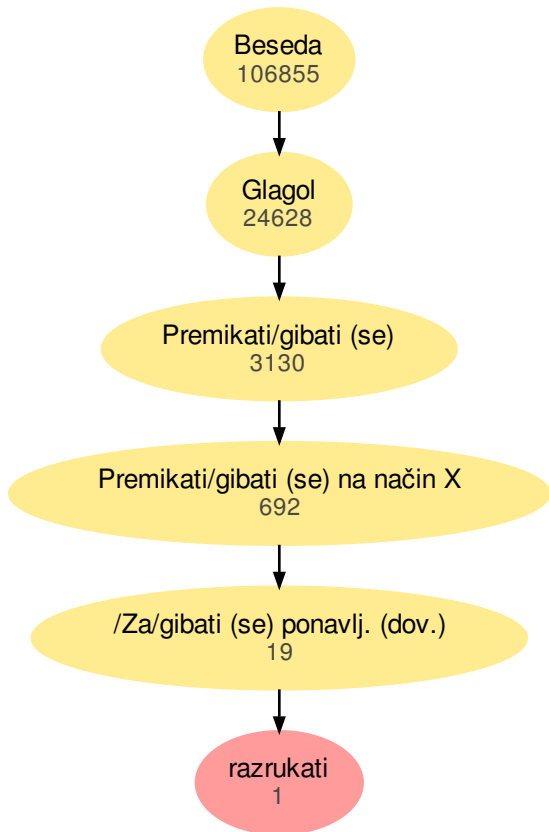 Beseda
106855
Glagol
24628
Premikati/gibati (se)
3130
Premikati/gibati (se) na način X
692
/Za/gibati (se) ponavlj. (dov.)
19
razrukati
1